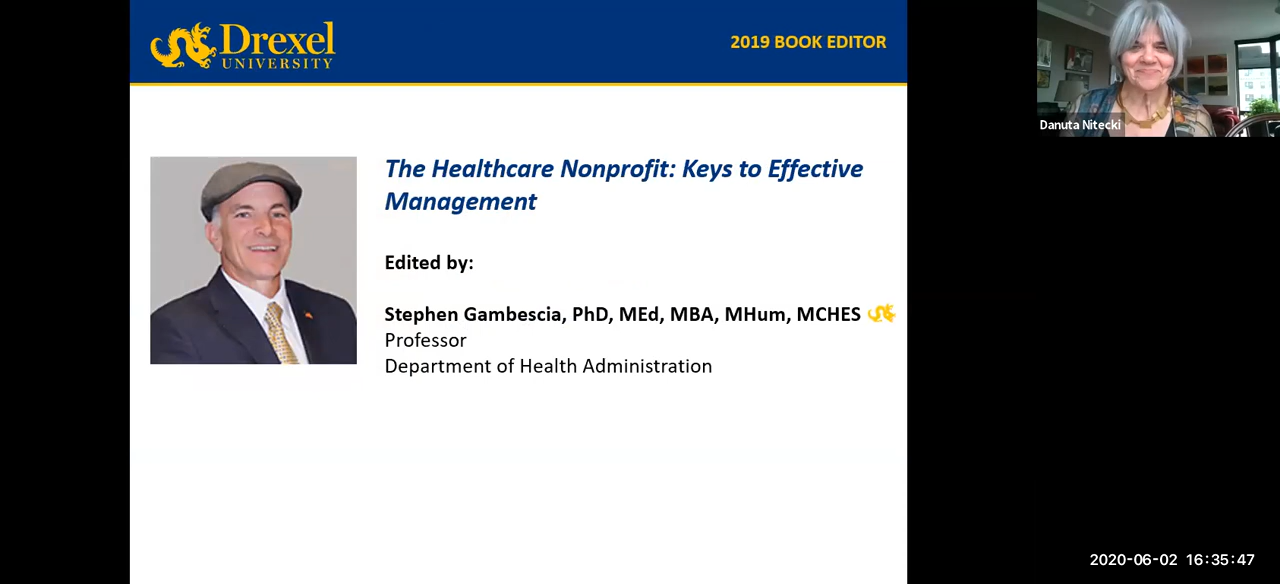 Drexel
UNIVERSITY
2019 BOOK EDITOR
Danuta Nitecki
The Healthcare Nonprofit: Keys to Effective
Management
Edited by:
Stephen Gambescia, PhD, MEd, MBA, MHum, MCHES
Professor
Department of Health Administration
2020-06-02 16:35:47